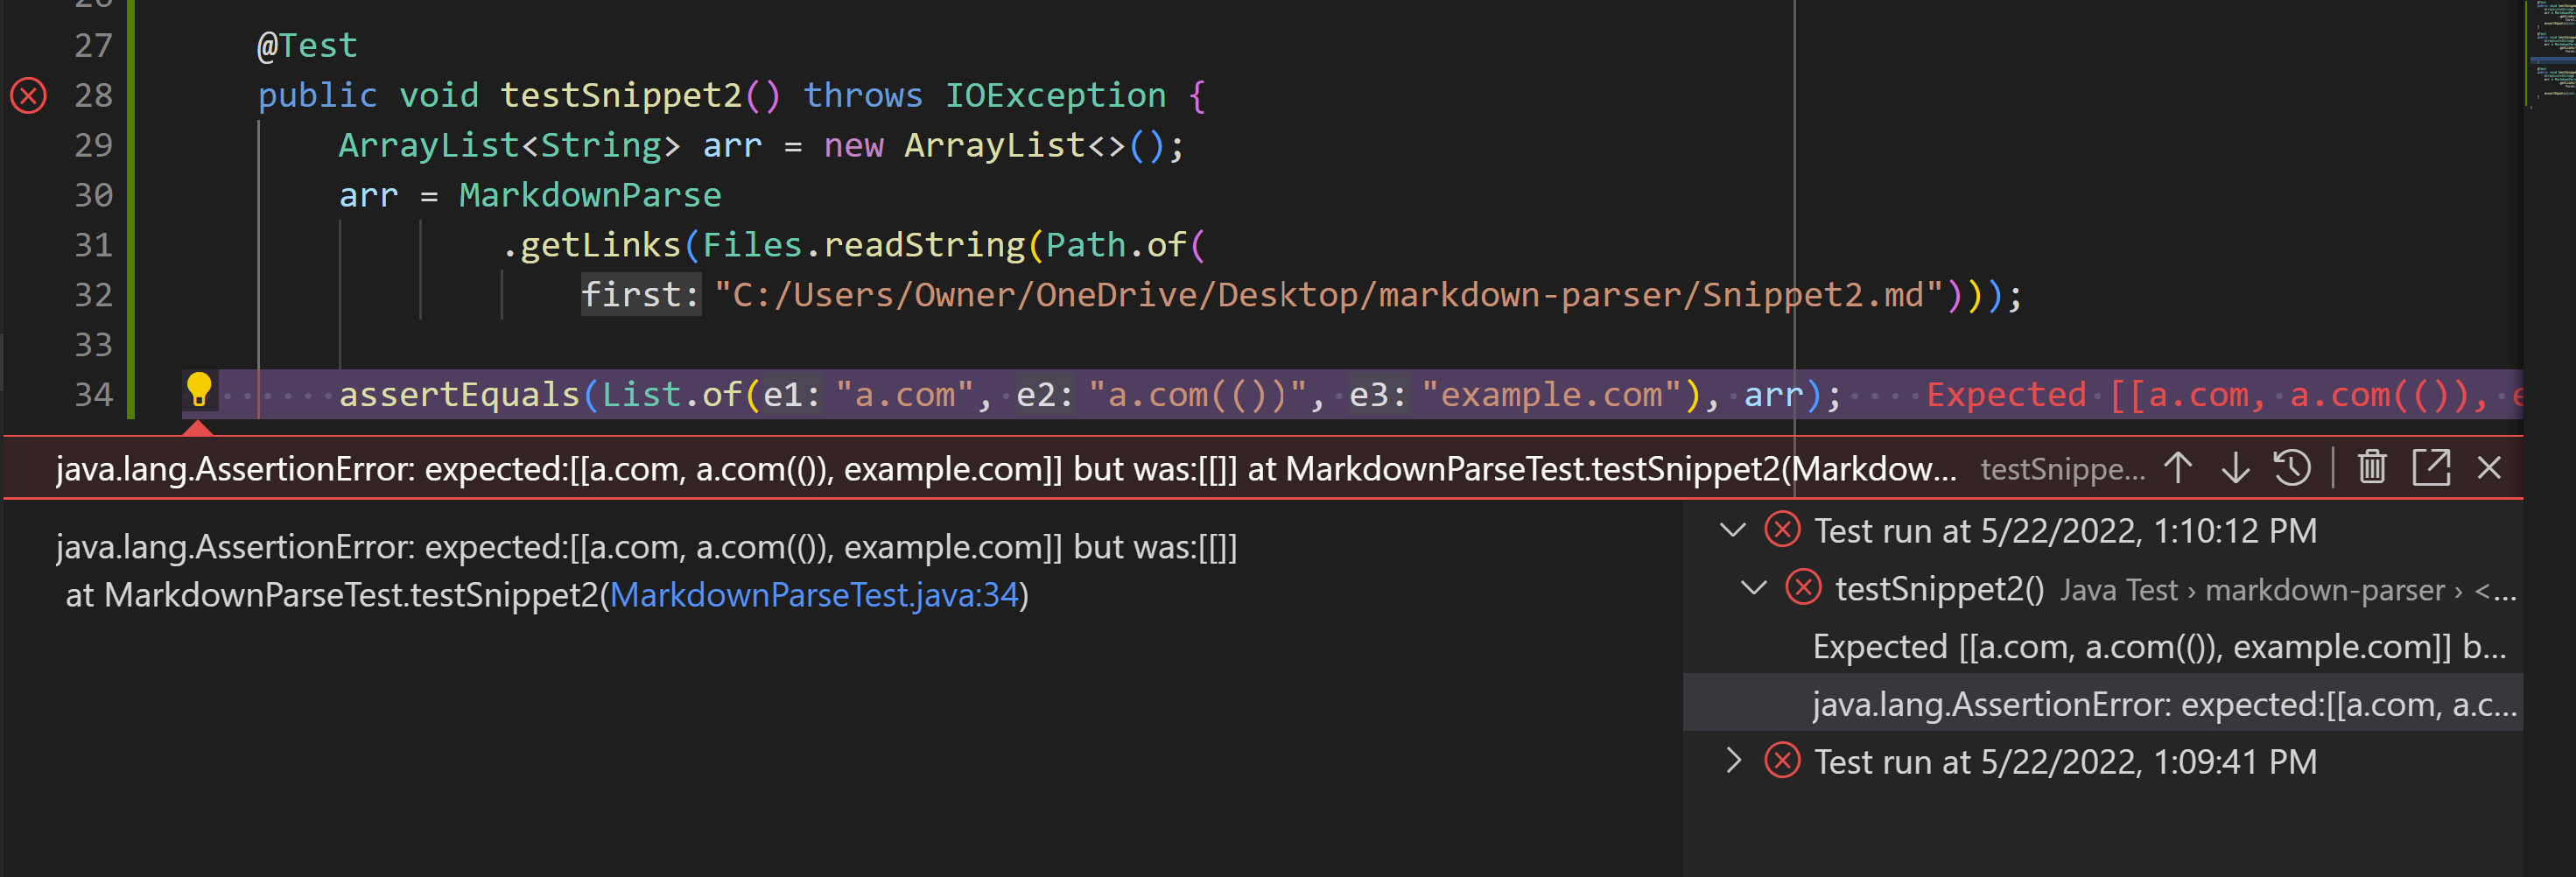 27 @Test
28 public void testSnippet2() throws IOException {
29 ArrayList<String> arr = new ArrayList<>();
30 arr = MarkdownParse
31 .getLinks(Files.readString(Path.of(
32 first: "C:/Users/Owner/OneDrive/Desktop/markdown-parser/Snippet2.md")));
33
34 assertEquals(List.of(e1: "a.com", e2: "a.com(())", e3: "example.com"), arr); Expected [[a.com, a.com(()), e
java.lang.AssertionError: expected:[[a.com, a.com(()), example.com]] but was:[[]] at MarkdownParseTest.testSnippet2(Markdow... testSnippe...
java.lang.AssertionError: expected:[[a.com, a.com(()), example.com]] but was:[[]]
at MarkdownParseTest.testSnippet2(MarkdownParseTest.java:34)
Test run at 5/22/2022, 1:10:12 PM
testSnippet2() Java Test › markdown-parser › <...
Expected [[a.com, a.com(()), example.com]] b...
java.lang.AssertionError: expected:[[a.com, a.c...
Test run at 5/22/2022, 1:09:41 PM